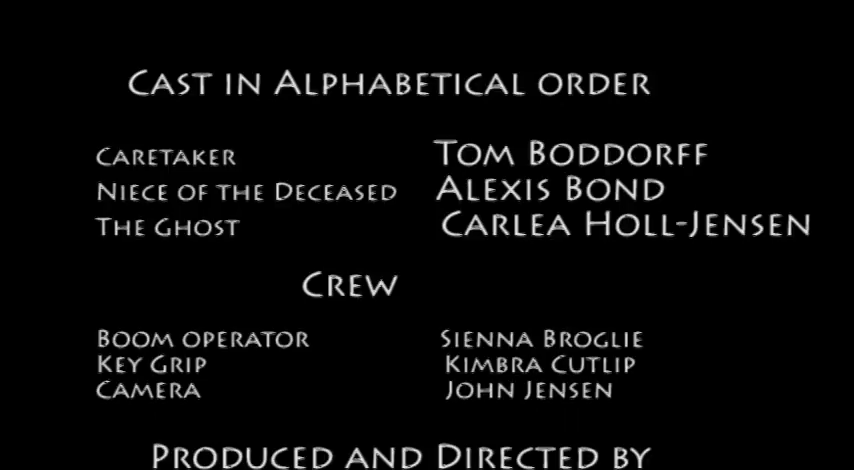 Cast in Alphabetical order
Caretaker Tom Boddorff
Niece of the Deceased Alexis Bond
The Ghost Carlea Holl-Jensen
Crew
Boom operator Sienna Broglie
Key Grip Kimbra Cutlip
Camera John Jensen
Produced and Directed by